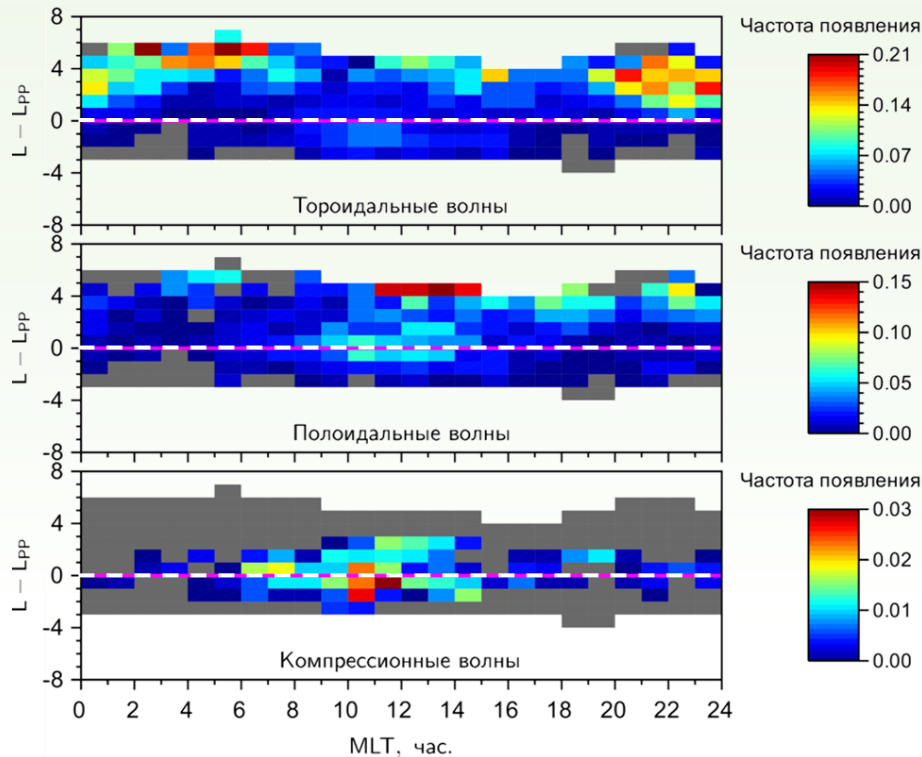 8
4
0
-4
-8
L – LPP
Тороидальные волны
Частота появления
0.21
0.14
0.07
0.00
8
4
0
-4
-8
L – LPP
Полоидальные волны
Частота появления
0.15
0.10
0.05
0.00
8
4
0
-4
-8
L – LPP
Компрессионные волны
Частота появления
0.03
0.02
0.01
0.00
0 2 4 6 8 10 12 14 16 18 20 22 24
MLT, час.